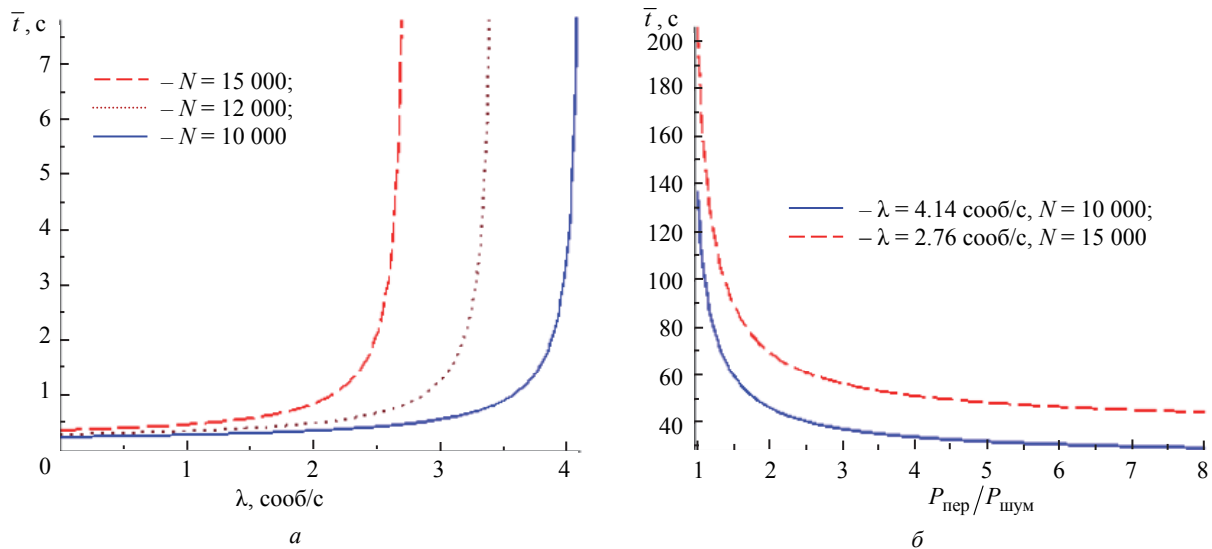 t̅, с
7
6
5
4
3
2
1
0
1
2
3
4
– N = 15 000;
– N = 12 000;
– N = 10 000
λ, сооб/с
а
t̅, с
200
180
160
140
120
100
80
60
40
1
2
3
4
5
6
7
8
– λ = 4.14 сооб/с, N = 10 000;
– λ = 2.76 сооб/с, N = 15 000
Pпер/Pшум
б